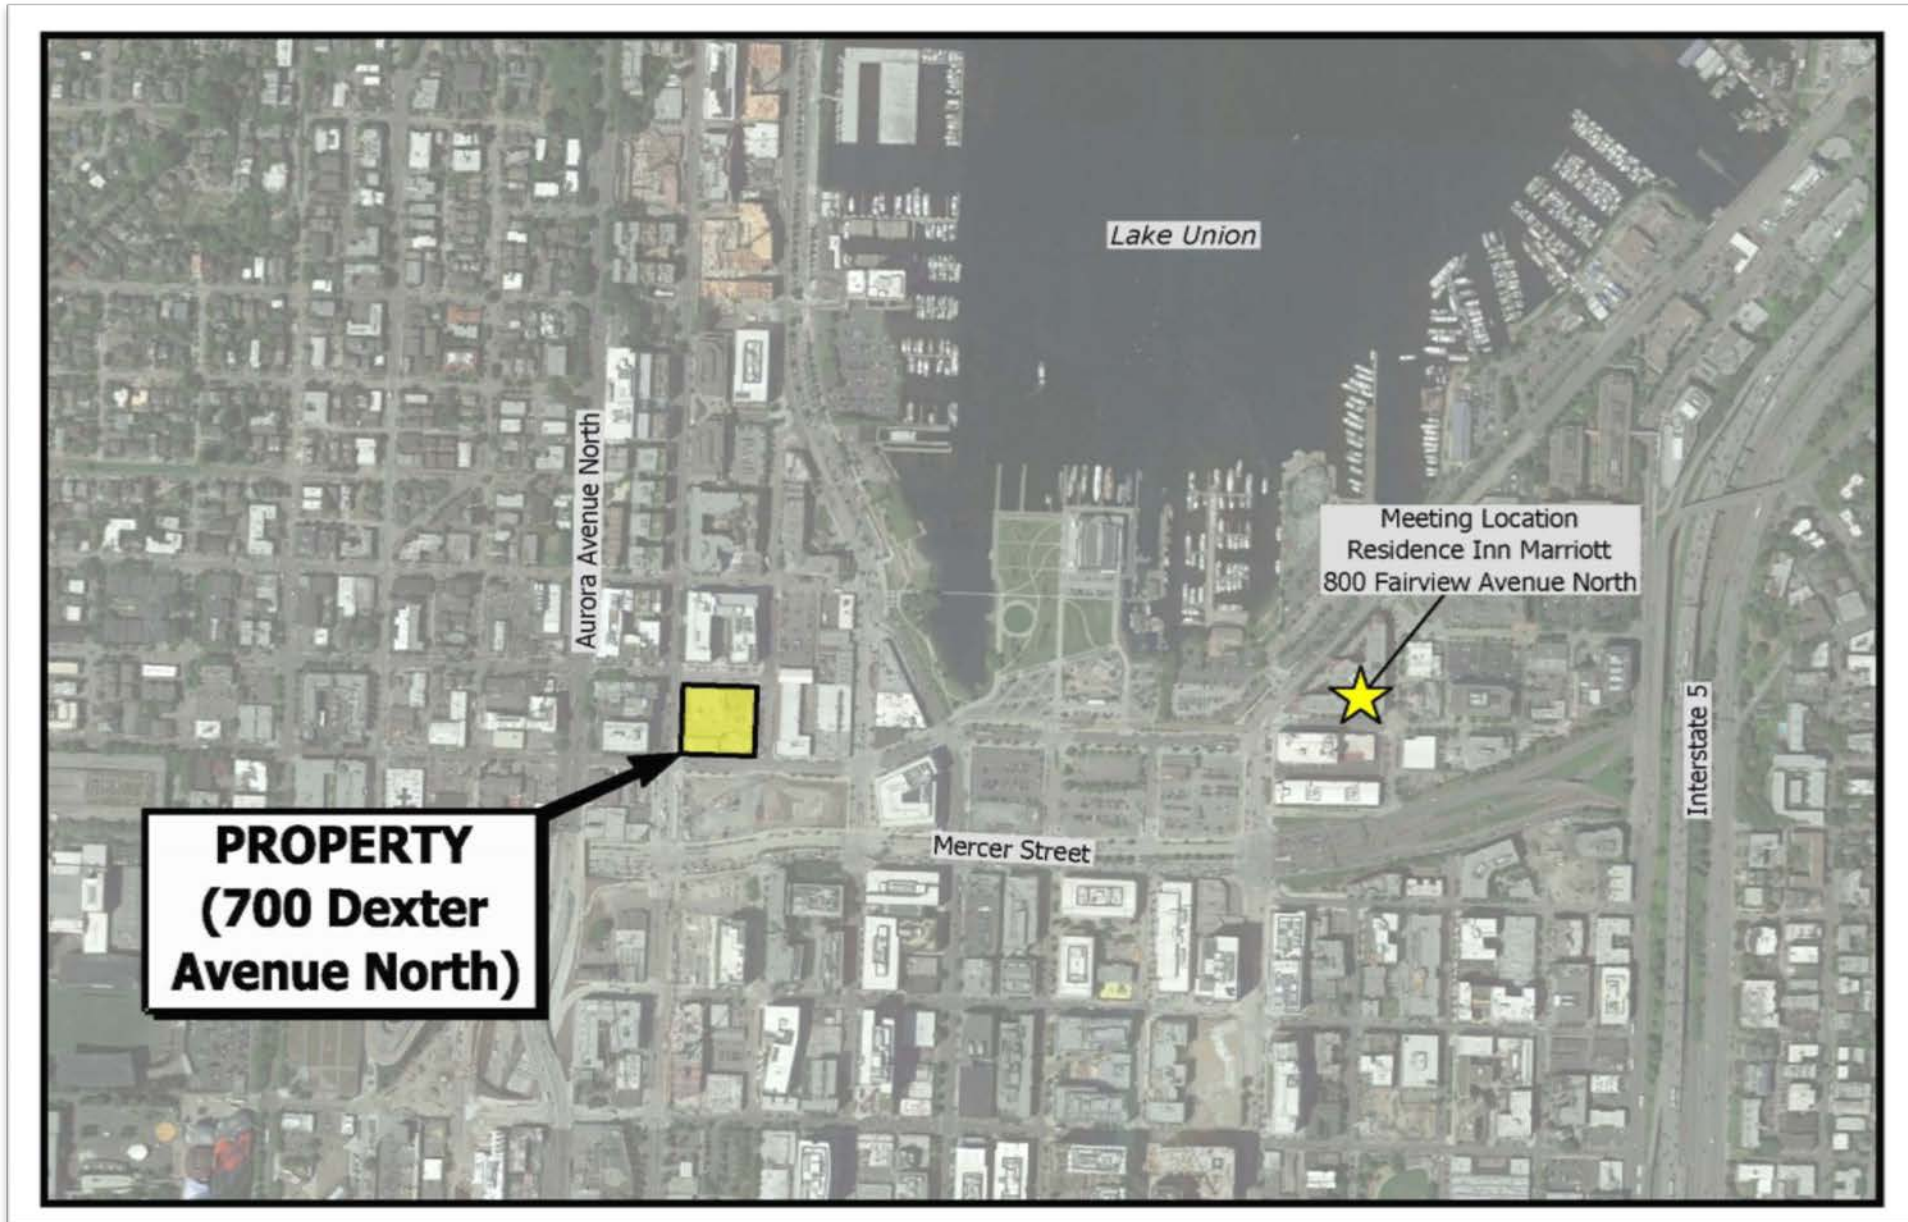 Lake Union
Aurora Avenue North
Meeting Location
Residence Inn Marriott
800 Fairview Avenue North
Interstate 5
PROPERTY
(700 Dexter
Avenue North)
Mercer Street